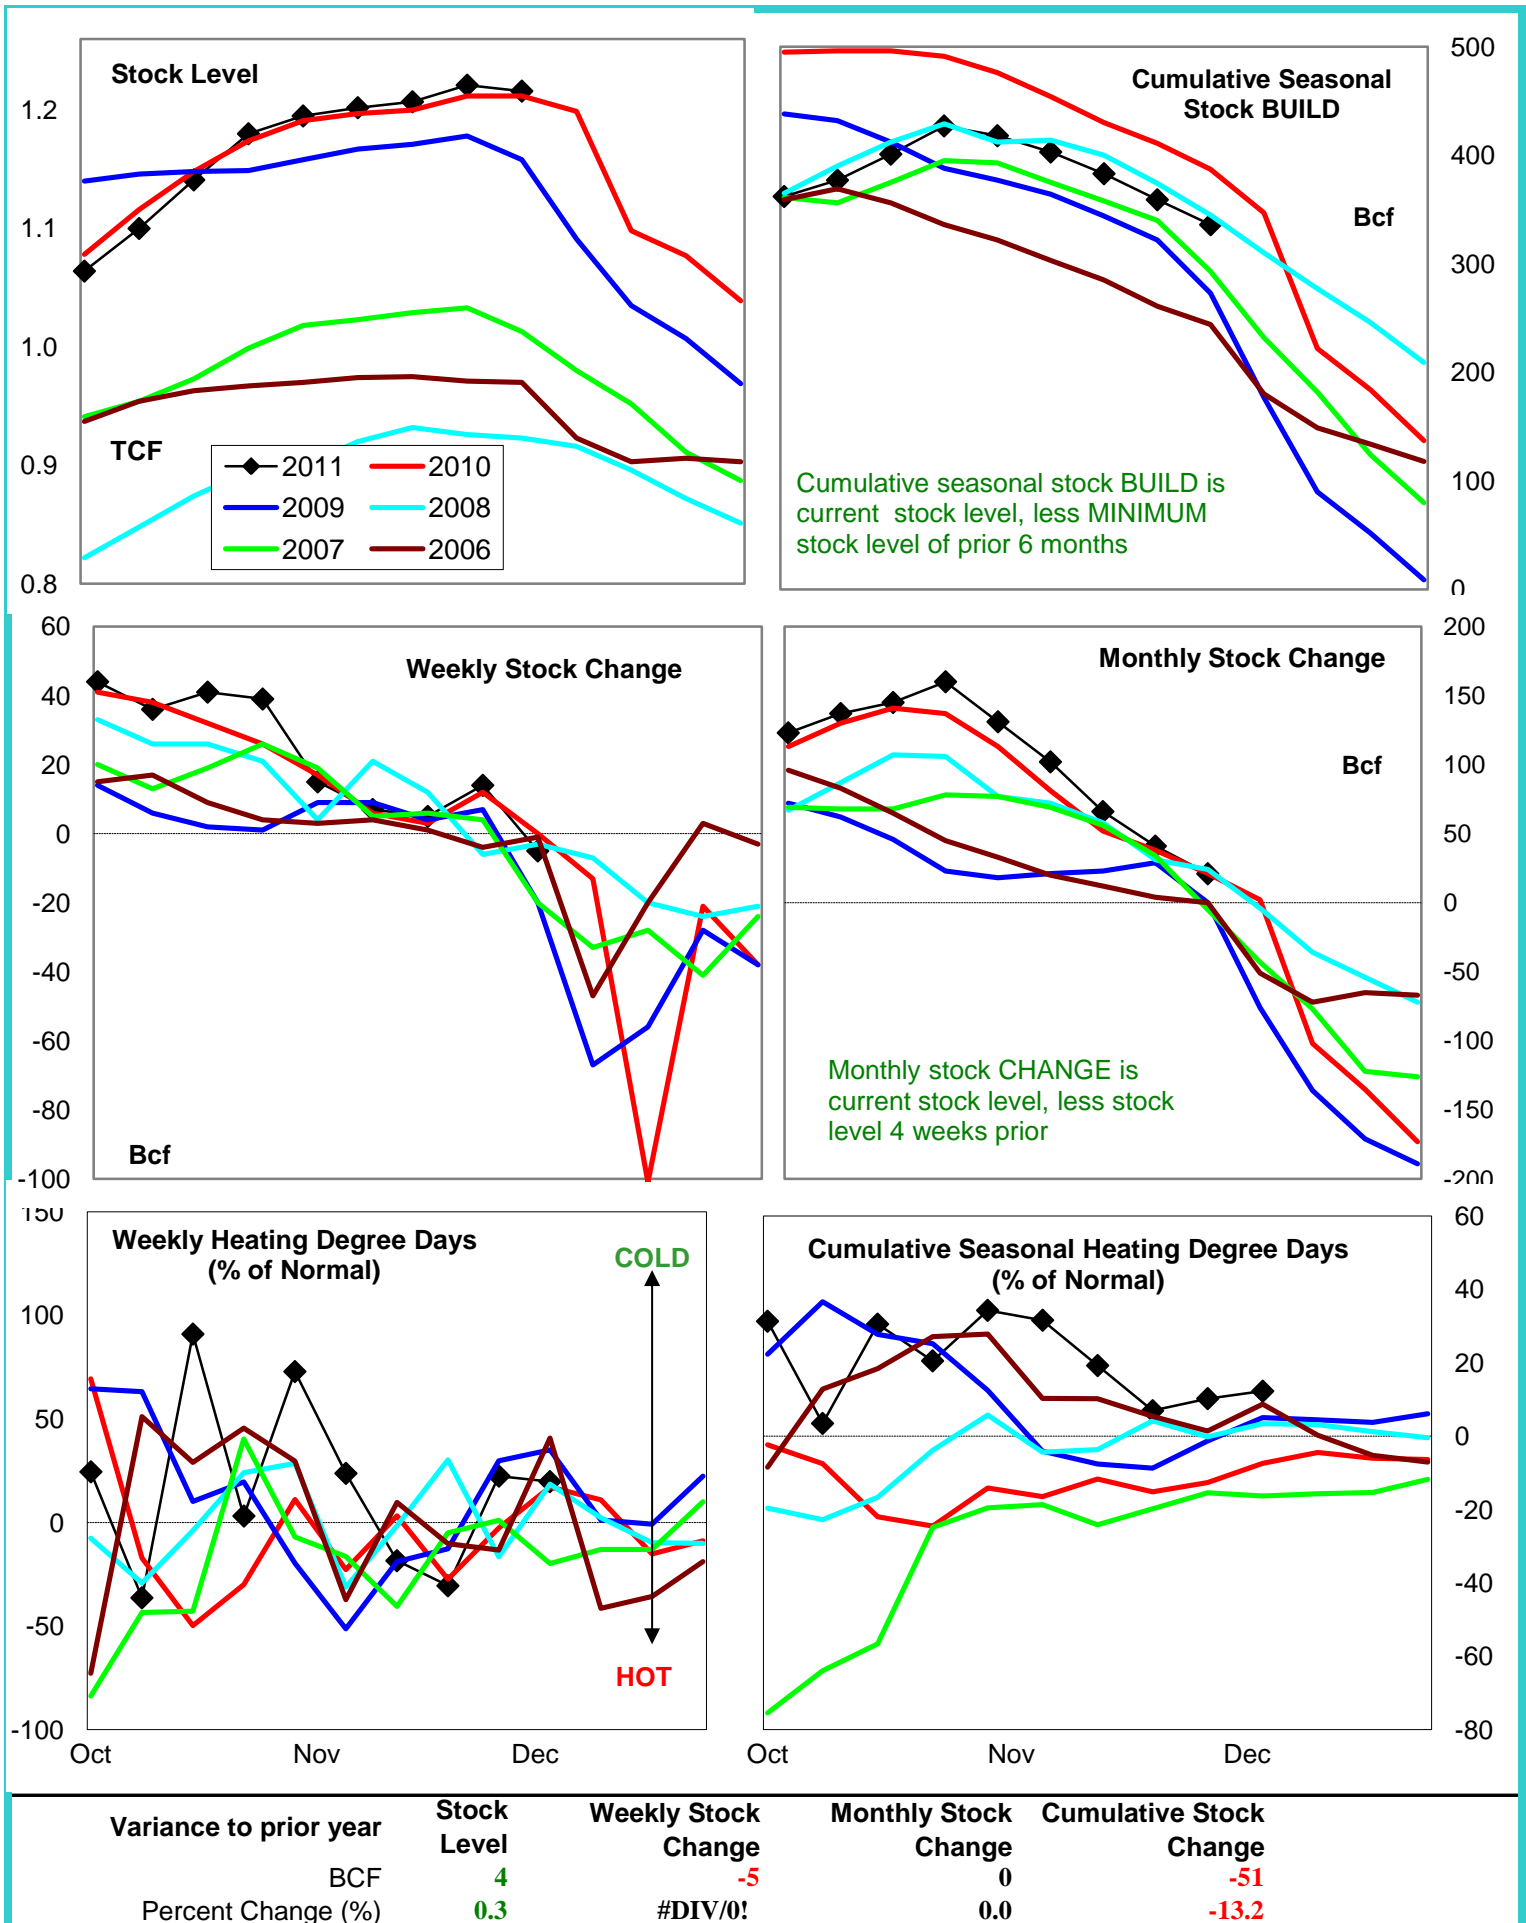 Stock Level
1.2
1.1
1.0
0.9
0.8
TCF
2011
2010
2009
2008
2007
2006
Cumulative Seasonal
Stock BUILD
500
400
Bcf
300
200
100
0
Cumulative seasonal stock BUILD is
current stock level, less MINIMUM
stock level of prior 6 months
60
40
20
0
-20
-40
-60
-80
-100
Weekly Stock Change
Bcf
Monthly Stock Change
200
150
Bcf
100
50
0
-50
-100
-150
-200
Monthly stock CHANGE is
current stock level, less stock
level 4 weeks prior
150
100
50
0
-50
-100
Weekly Heating Degree Days
(% of Normal)
COLD
HOT
Oct Nov Dec
Cumulative Seasonal Heating Degree Days
(% of Normal)
60
40
20
0
-20
-40
-60
-80
Oct Nov Dec
Variance to prior year
Stock
Level
Weekly Stock
Change
Monthly Stock
Change
Cumulative Stock
Change
BCF 4 -5 0 -51
Percent Change (%) 0.3 #DIV/0! 0.0 -13.2